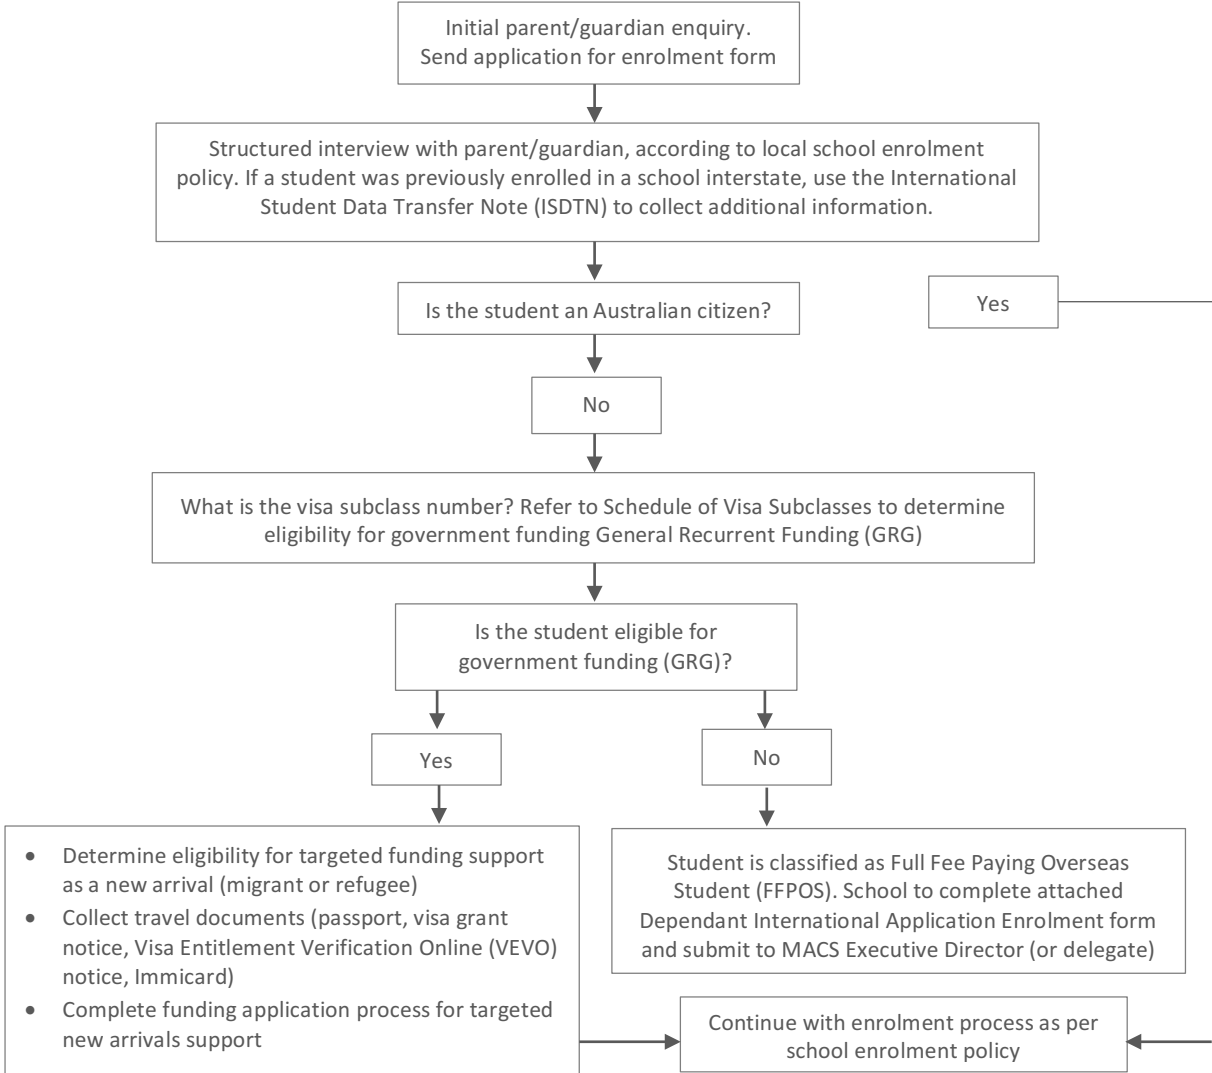 Initial parent/guardian enquiry.
Send application for enrolment form
Structured interview with parent/guardian, according to local school enrolment
policy. If a student was previously enrolled in a school interstate, use the International
Student Data Transfer Note (ISDTN) to collect additional information.
Is the student an Australian citizen?
Yes
No
What is the visa subclass number? Refer to Schedule of Visa Subclasses to determine
eligibility for government funding General Recurrent Funding (GRG)
Is the student eligible for
government funding (GRG)?
Yes
No
• Determine eligibility for targeted funding support
as a new arrival (migrant or refugee)
• Collect travel documents (passport, visa grant
notice, Visa Entitlement Verification Online (VEVO)
notice, Immicard)
• Complete funding application process for targeted
new arrivals support
Student is classified as Full Fee Paying Overseas
Student (FFPOS). School to complete attached
Dependant International Application Enrolment form
and submit to MACS Executive Director (or delegate)
Continue with enrolment process as per
school enrolment policy